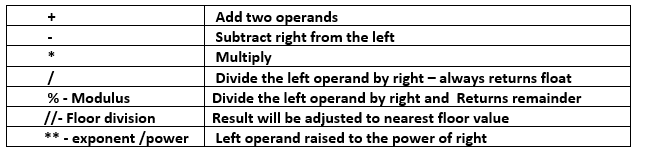 + Add two operands
- Subtract right from the left
* Multiply
/ Divide the left operand by right – always returns float
% - Modulus Divide the left operand by right and Returns remainder
//- Floor division Result will be adjusted to nearest floor value
** - exponent /power Left operand raised to the power of right